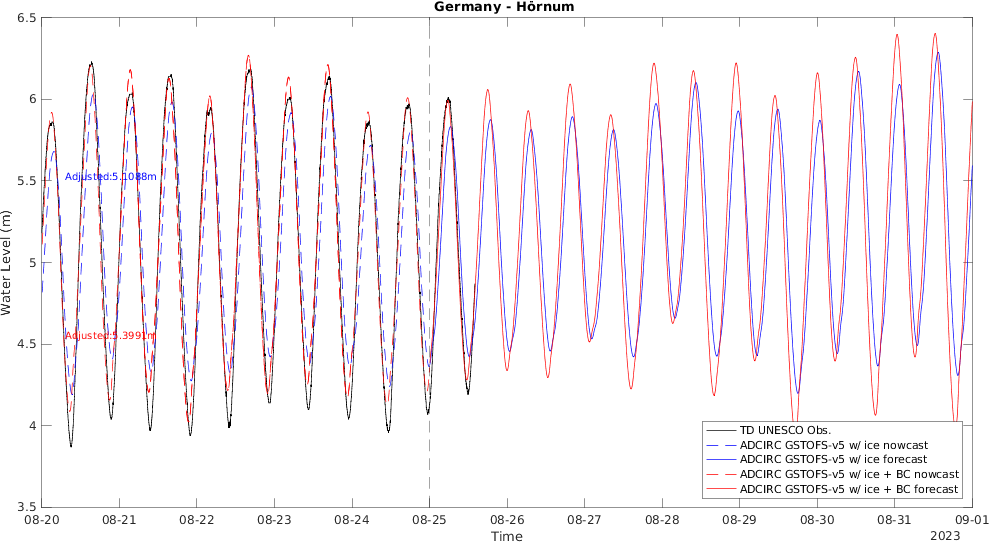 Germany - Hörnum
6.5
6
5.5
5
4.5
4
3.5
Water Level (m)
Adjusted:5.1088m
Adjusted:5.3991m
TD UNESCO Obs.
ADCIRC GSTOFS-v5 w/ ice nowcast
ADCIRC GSTOFS-v5 w/ ice forecast
ADCIRC GSTOFS-v5 w/ ice + BC nowcast
ADCIRC GSTOFS-v5 w/ ice + BC forecast
08-20 08-21 08-22 08-23 08-24 08-25 08-26 08-27 08-28 08-29 08-30 08-31 09-01
Time
2023